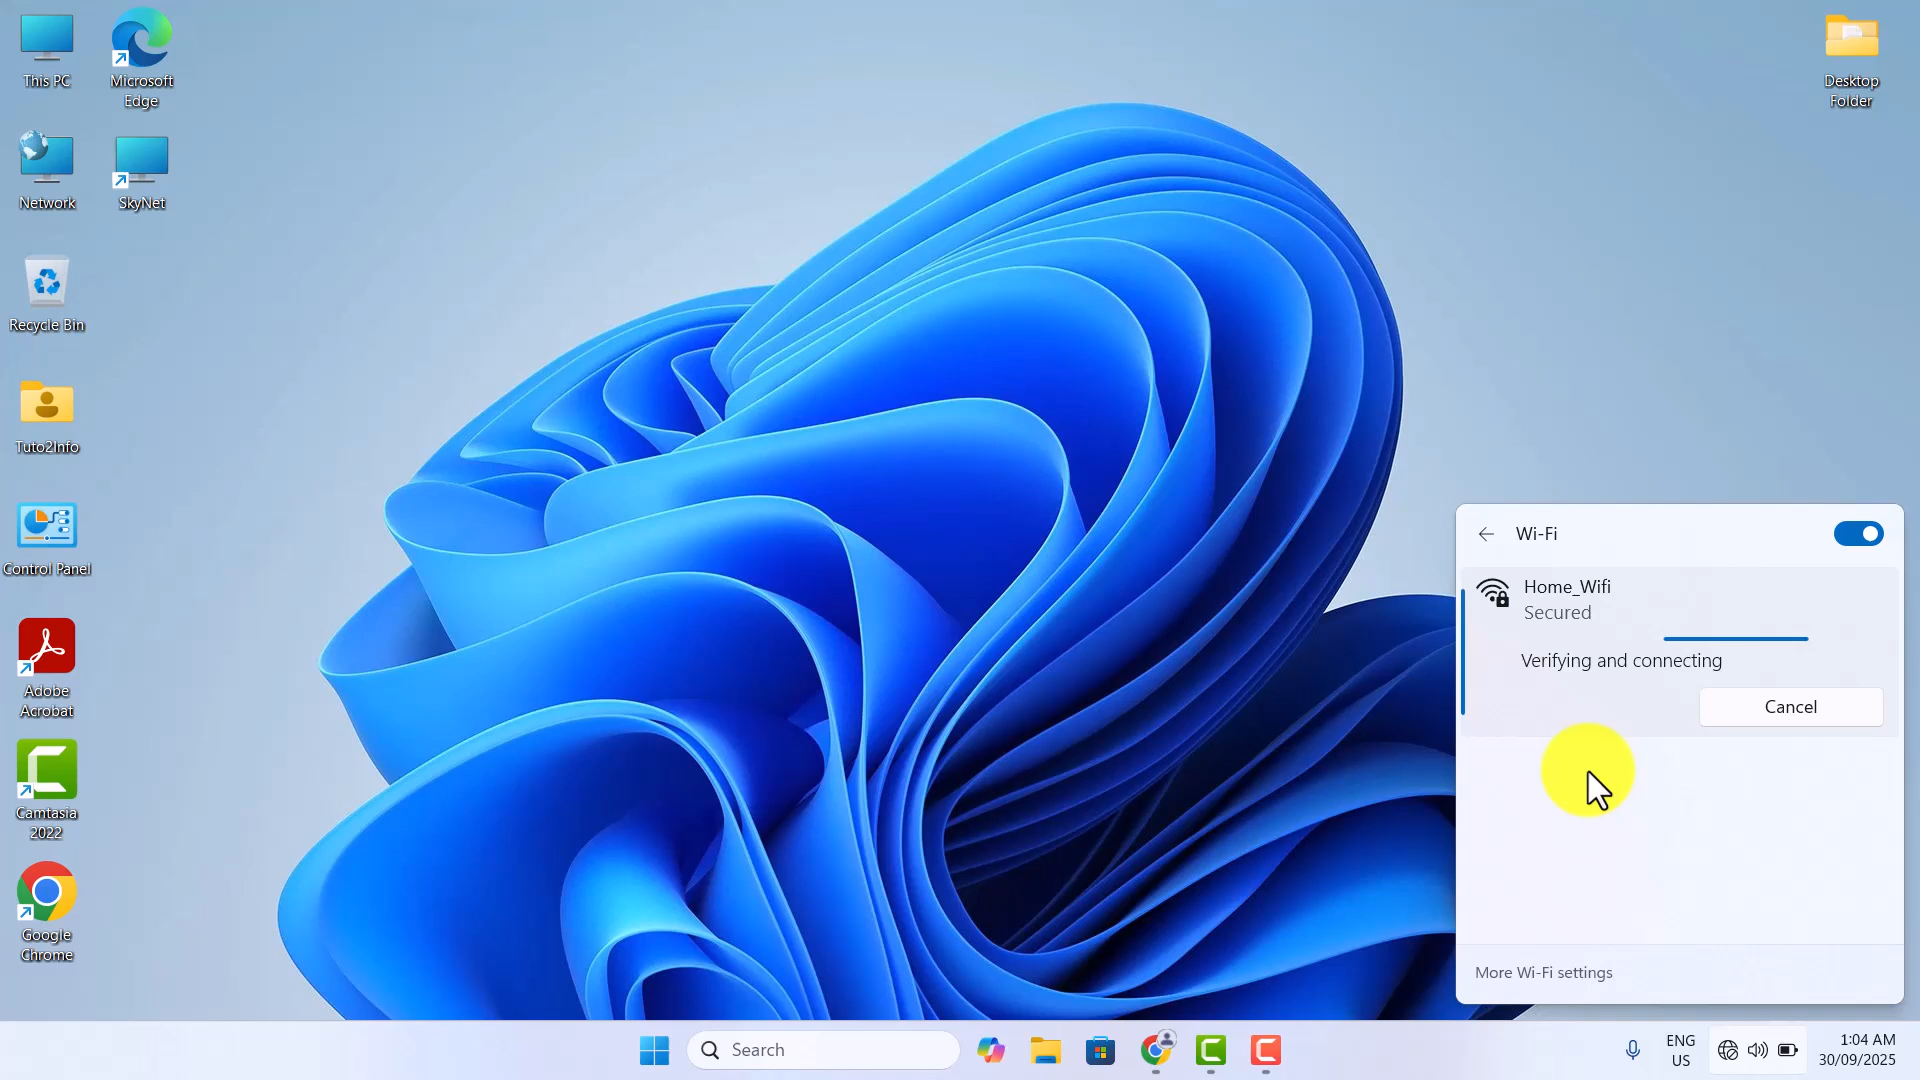 This PC
Microsoft
Edge
Desktop
Folder
Network
SkyNet
Recycle Bin
Tuto2Info
Control Panel
Adobe
Acrobat
Camtasia
2022
Google
Chrome
Wi-Fi
Home_Wifi
Secured
Verifying and connecting
Cancel
More Wi-Fi settings
Search
ENG
US
1:04 AM
30/09/2025